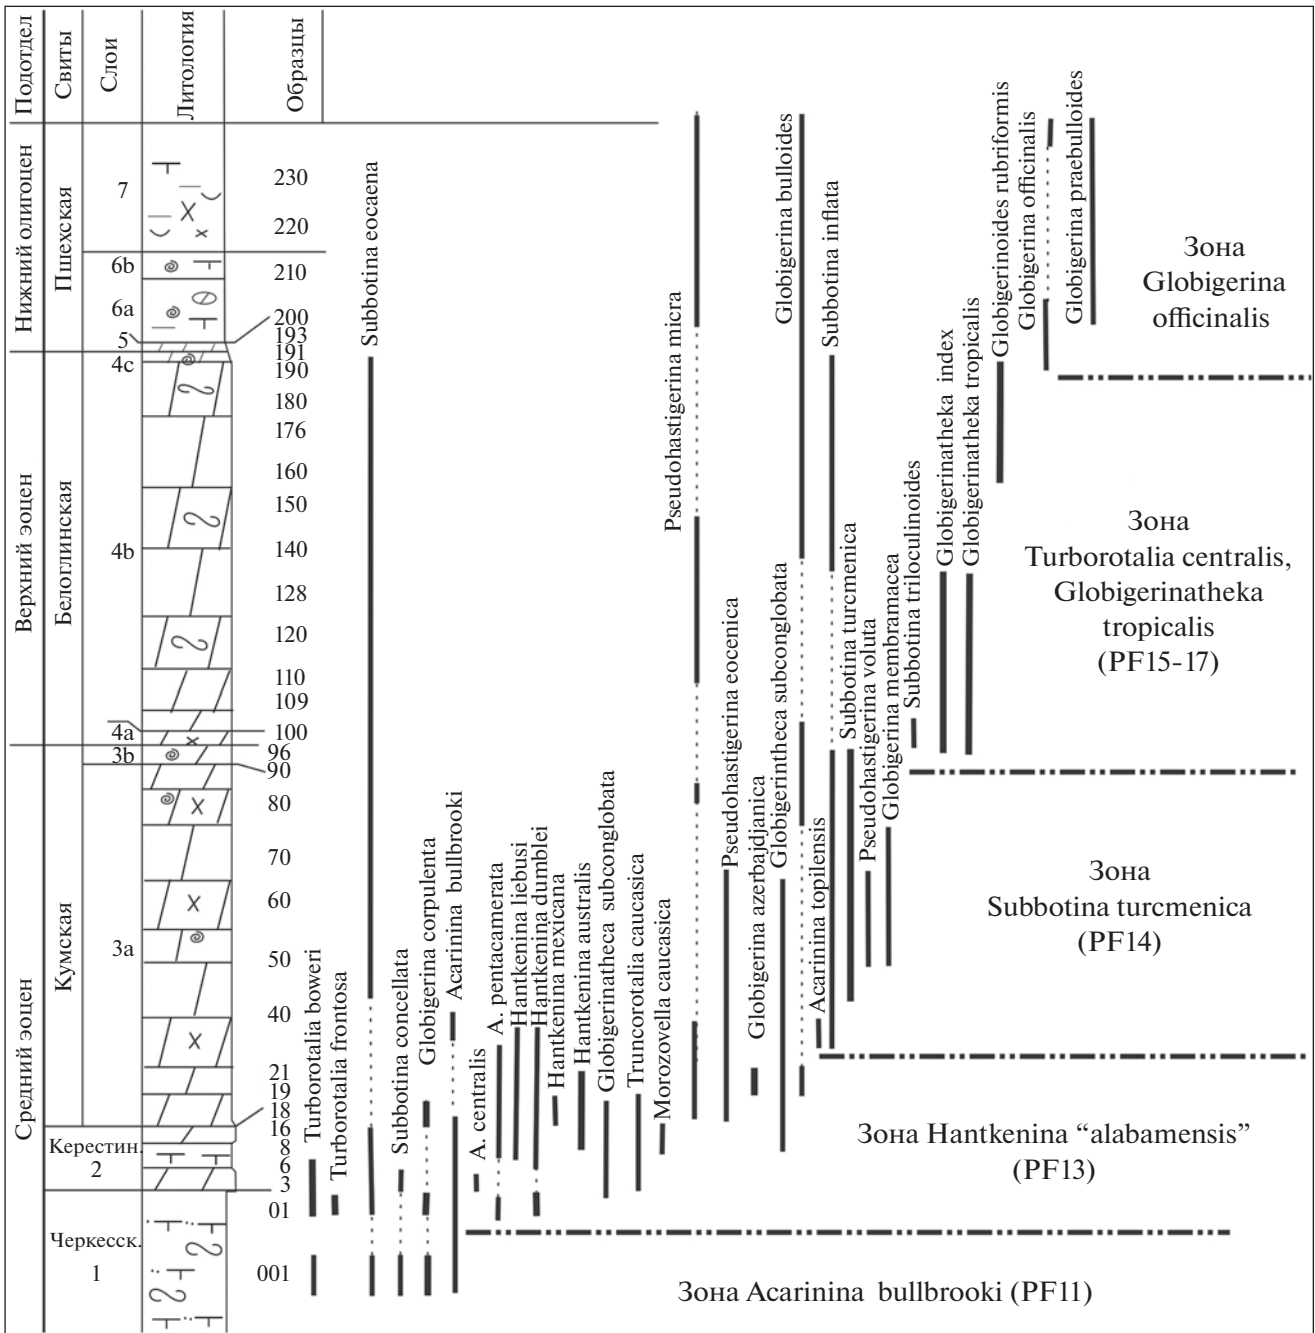 Подотдел
Свиты
Слои
Литология
Образцы
Нижний олигоцен
Верхний эоцен
Средний эоцен
Пшехская
Белоглинская
Кумская
Керестин.
2
Черкесск.
1
7
6b
6a
5
4c
4b
4a
3b
3a
230
220
210
200
193
191
190
180
176
160
150
140
128
120
110
109
100
96
90
80
70
60
50
40
21
19
18
16
8
6
3
01
001
Turborotalia boweri
Turborotalia frontosa
Subbotina eocaena
Subbotina concellata
Globigerina corpulenta
Acarinina bullbrooki
A. centralis
A. pentacamerata
Hantkenina liebusi
Hantkenina dumblei
Hantkenina mexicana
Hantkenina australis
Globigerinatheca subconglobata
Truncorotalia caucasica
Morozovella caucasica
Pseudohastigerina micra
Pseudohastigerina eocenica
Globigerina azerbajdjanica
Globigerintheca subconglobata
Globigerina bulloides
Acarinina topilensis
Subbotina inflata
Subbotina turcmenica
Pseudohastigerina voluta
Globigerina membramacea
Subbotina triloculinoides
Globigerinatheka index
Globigerinatheka tropicalis
Globigerinoides rubriformis
Globigerina officinalis
Globigerina praebulloides
Зона
Globigerina
officinalis
Зона
Turborotalia centralis,
Globigerinatheka
tropicalis
(PF15-17)
Зона
Subbotina turcmenica
(PF14)
Зона Hantkenina “alabamensis”
(PF13)
Зона Acarinina bullbrooki (PF11)